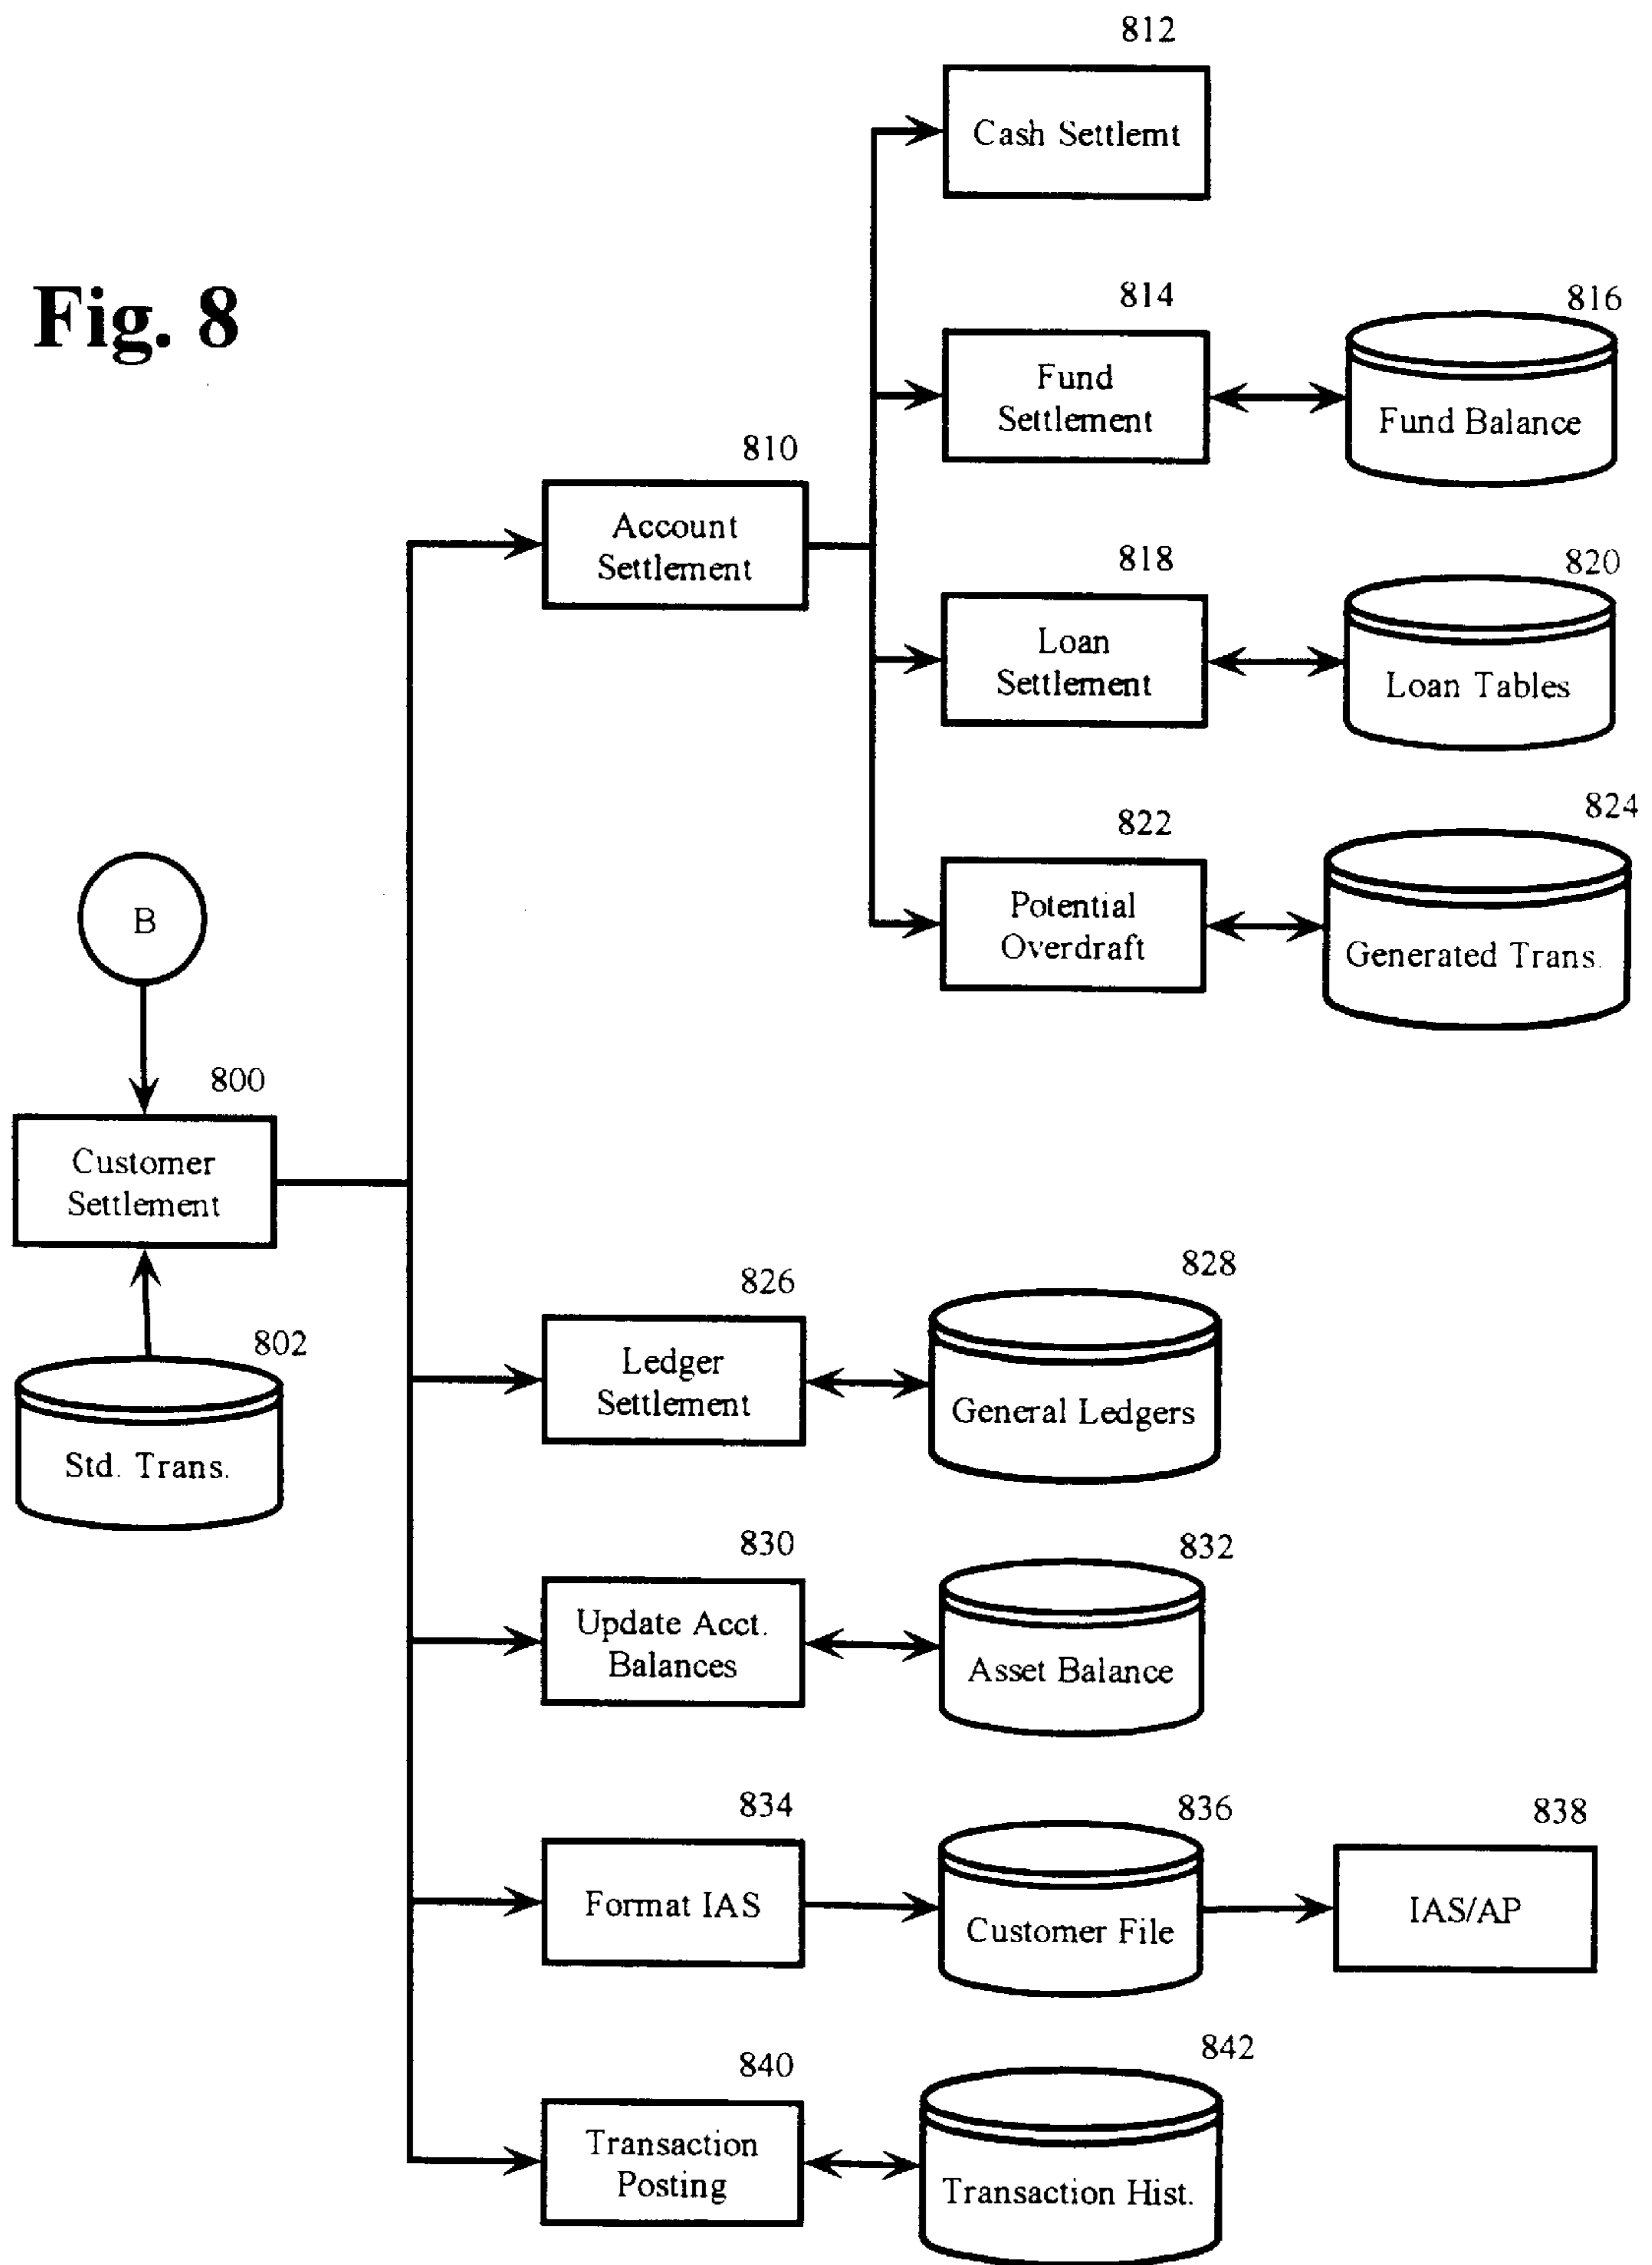 812
Cash Settlemt
Fig. 8
814
Fund
Settlement
816
Fund Balance
810
Account
Settlement
818
Loan
Settlement
820
Loan Tables
822
Potential
Overdraft
824
Generated Trans.
B
800
Customer
Settlement
802
Std. Trans.
826
Ledger
Settlement
828
General Ledgers
830
Update Acct.
Balances
832
Asset Balance
834
Format IAS
836
Customer File
838
IAS/AP
840
Transaction
Posting
842
Transaction Hist.